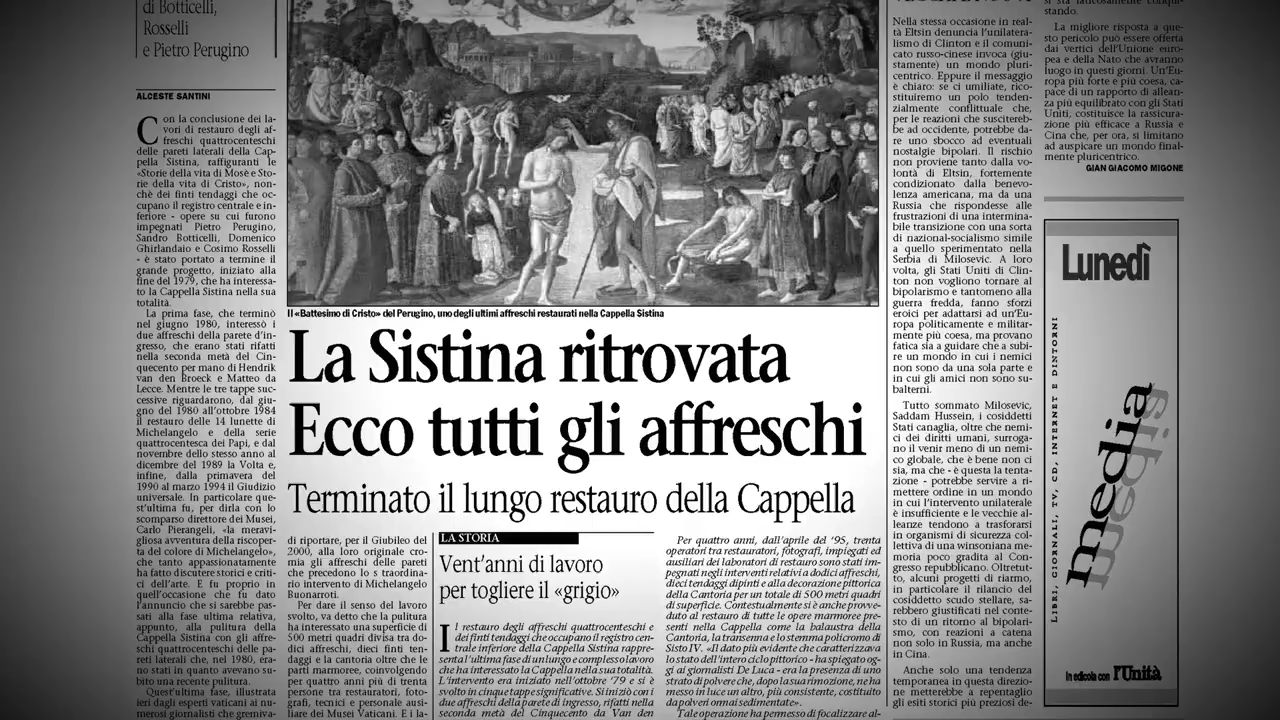 di Botticelli,
Rosselli
e Pietro Perugino
ALCESTE SANTINI
Con la conclusione dei la-
vori di restauro degli af-
freschi quattrocenteschi
delle pareti laterali della Cap-
pella Sistina, raffiguranti le
«Storie della vita di Mosè e Sto-
rie della vita di Cristo», non-
chè dei finti tendaggi che oc-
cupano il registro centrale e in-
feriore - opere su cui furono
impegnati Pietro Perugino,
Sandro Botticelli, Domenico
Ghirlandaio e Cosimo Rosselli
- è stato portato a termine il
grande progetto, iniziato alla
fine del 1979, che ha interessa-
to la Cappella Sistina nella sua
totalità.
La prima fase, che terminò
nel giugno 1980, interessò i
due affreschi della parete d'in-
gresso, che erano stati rifatti
nella seconda metà del Cin-
quecento per mano di Hendrik
van den Broeck e Matteo da
Lecce. Mentre le tre tappe suc-
cessive riguardarono, dal giu-
gno del 1980 all'ottobre 1984
il restauro delle 14 lunette di
Michelangelo e della serie
quattrocentesca dei Papi, e dal
novembre dello stesso anno al
dicembre del 1989 la Volta e,
infine, dalla primavera del
1990 al marzo 1994 il Giudizio
universale. In particolare que-
st'ultima fu, per dirla con lo
scomparso direttore dei Musei,
Carlo Pierangeli, «la meravi-
gliosa avventura della riscoper-
ta del colore di Michelangelo»,
che tanto appassionatamente
ha fatto discutere storici e criti-
ci dell'arte. E fu proprio in
quell'occasione che fu dato
l'annuncio che si sarebbe pas-
sati alla fase ultima relativa,
appunto, alla pulitura della
Cappella Sistina con gli affre-
schi quattrocenteschi delle pa-
reti laterali che, nel 1980, era-
no stati in quanto avevano su-
bito una recente pulitura.
Quest'ultima fase, illustrata
ieri dagli esperti vaticani ai nu-
merosi giornalisti che gremiva-
Il «Battesimo di Cristo» del Perugino, uno degli ultimi affreschi restaurati nella Cappella Sistina
La Sistina ritrovata
Ecco tutti gli affreschi
Terminato il lungo restauro della Cappella
di riportare, per il Giubileo del
2000, alla loro originale cro-
mia gli affreschi delle pareti
che precedono lo s traordina-
rio intervento di Michelangelo
Buonarroti.
Per dare il senso del lavoro
svolto, va detto che la pulitura
ha interessato una superficie di
500 metri quadri divisa tra do-
dici affreschi, dieci finti ten-
daggi e la cantoria oltre che le
parti marmoree, coinvolgendo
per quattro anni più di trenta
persone tra restauratori, foto-
grafi, tecnici e personale ausi-
liare dei Musei Vaticani. E i la-
LA STORIA
Vent'anni di lavoro
per togliere il «grigio»
Il restauro degli affreschi quattrocenteschi e
dei finti tendaggi che occupano il registro cen-
trale inferiore della Cappella Sistina rappre-
senta l'ultima fase di un lungo e complesso lavoro
che ha interessato la Cappella nella sua totalità.
L'intervento era iniziato nell'ottobre '79 e si è
svolto in cinque tappe significative. Si iniziò con i
due affreschi della parete di ingresso, rifatti nella
seconda metà del Cinquecento da Van den
Per quattro anni, dall'aprile del '95, trenta
operatori tra restauratori, fotografi, impiegati ed
ausiliari dei laboratori di restauro sono stati im-
pegnati negli interventi relativi a dodici affreschi,
dieci tendaggi dipinti e alla decorazione pittorica
della Cantoria per un totale di 500 metri quadri
di superficie. Contestualmente si è anche provve-
duto al restauro di tutte le opere marmoree pre-
senti nella Cappella come la balaustra della
Cantoria, la transenna e lo stemma policromo di
Sisto IV. «Il dato più evidente che caratterizzava
lo stato dell'intero ciclo pittorico - ha spiegato og-
gi ai giornalisti De Luca - era la presenza di uno
strato di polvere che, dopo la sua rimozione, ne ha
messo in luce un altro, più consistente, costituito
da polveri ormai sedimentate».
Tale operazione ha permesso di focalizzare al-
Nella stessa occasione in real-
tà Eltsin denuncia l'unilatera-
lismo di Clinton e il comuni-
cato russo-cinese invoca (giu-
stamente) un mondo pluri-
centrico. Eppure il messaggio
è chiaro: se ci umiliate, rico-
stituiremo un polo tenden-
zialmente conflittuale che,
per le reazioni che susciterreb-
be ad occidente, potrebbe da-
re uno sbocco ad eventuali
nostalgie bipolari. Il rischio
non proviene tanto dalla vo-
lontà di Eltsin, fortemente
condizionato dalla benevo-
lenza americana, ma da una
Russia che rispondesse alle
frustrazioni di una intermina-
bile transizione con una sorta
di nazional-socialismo simile
a quello sperimentato nella
Serbia di Milosevic. A loro
volta, gli Stati Uniti di Clin-
ton non vogliono tornare al
bipolarismo e tantomeno alla
guerra fredda, fanno sforzi
eroici per adattarsi ad un'Eu-
ropa politicamente e militar-
mente più coesa, ma provano
fatica sia a guidare che a subi-
re un mondo in cui i nemici
non sono da una sola parte e
in cui gli amici non sono su-
balterni.
Tutto sommato Milosevic,
Saddam Hussein, i cosiddetti
Stati canaglia, oltre che nemi-
ci dei diritti umani, surroga-
no il venir meno di un nemi-
co globale, che è bene non ci
sia, ma che - è questa la tenta-
zione - potrebbe servire a ri-
mettere ordine in un mondo
in cui l'intervento unilaterale
è insufficiente e le vecchie al-
leanze tendono a trasforarsi
in organismi di sicurezza col-
lettiva di una winsoniana
memoria poco gradita al Con-
gresso repubblicano. Oltretut-
to, alcuni progetti di riarmo,
in particolare il rilancio del
cosiddetto scudo stellare, sa-
rebbero giustificati nel conte-
sto di un ritorno al bipolari-
smo, con reazioni a catena
non solo in Russia, ma anche
in Cina.
Anche solo una tendenza
temporanea in questa direzio-
ne metterebbe a repentaglio
gli esiti storici più preziosi de-
si sta faticosamente conqui-
stando.
La migliore risposta a que-
sto pericolo può essere offerta
dai vertici dell'Unione euro-
pea e della Nato che avranno
luogo in questi giorni. Un'Eu-
ropa più forte e più coesa, ca-
pace di un rapporto di allean-
za più equilibrato con gli Stati
Uniti, costituisce la rassicura-
zione più efficace a Russia e
Cina che, per ora, si limitano
ad auspicare un mondo final-
mente pluricentrico.
GIAN GIACOMO MIGONE
Lunedì
LIBRI, GIORNALI, TV, CD, INTERNET E DINTORNI
media
media
In edicola con l'Unità